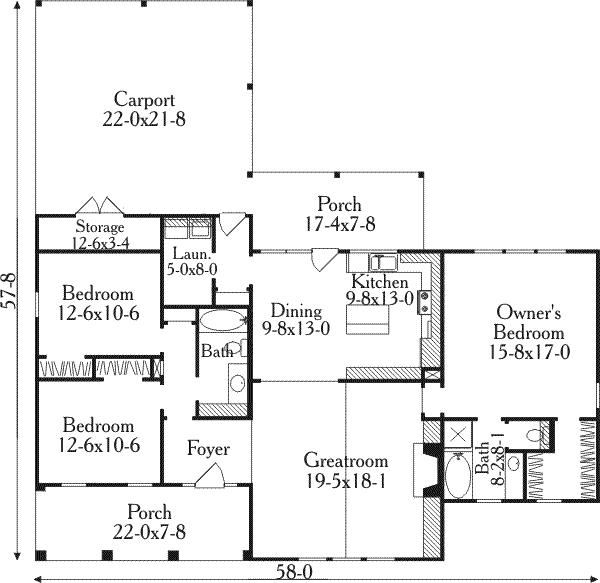 Carport
22-0x21-8
Porch
17-4x7-8
Storage
12-6x3-4
Laun.
5-0x8-0
57-8
Bedroom
12-6x10-6
Dining
9-8x13-0
Kitchen
9-8x13-0
Owner's
Bedroom
15-8x17-0
Bath
Bedroom
12-6x10-6
Foyer
Greatroom
19-5x18-1
Bath
8-2x8-1
Porch
22-0x7-8
58-0